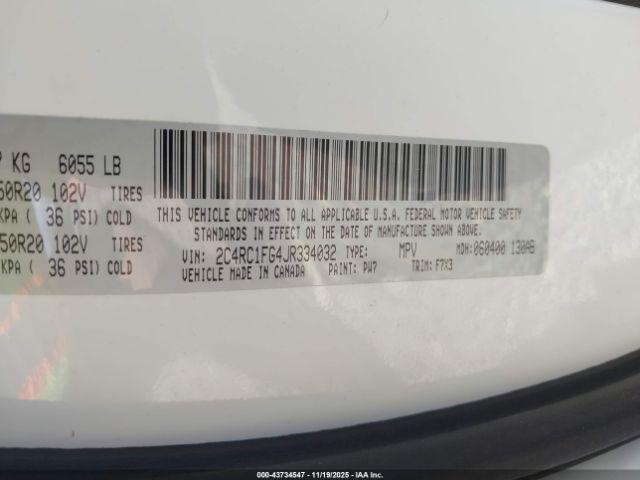 KG 6055 LB
50R20 102V TIRES
KPA ( 36 PSI) COLD
50R20 102V TIRES
KPA ( 36 PSI) COLD
THIS VEHICLE CONFORMS TO ALL APPLICABLE U.S.A. FEDERAL MOTOR VEHICLE SAFETY
STANDARDS IN EFFECT ON THE DATE OF MANUFACTURE SHOWN ABOVE
VIN: 2C4RC1FG4JR334032 TYPE: MPV MDH: 060400 130AB
VEHICLE MADE IN CANADA PAINT: PW7 TRIM: F7X3
000-43734547 - 11/19/2025 - IAA Inc.